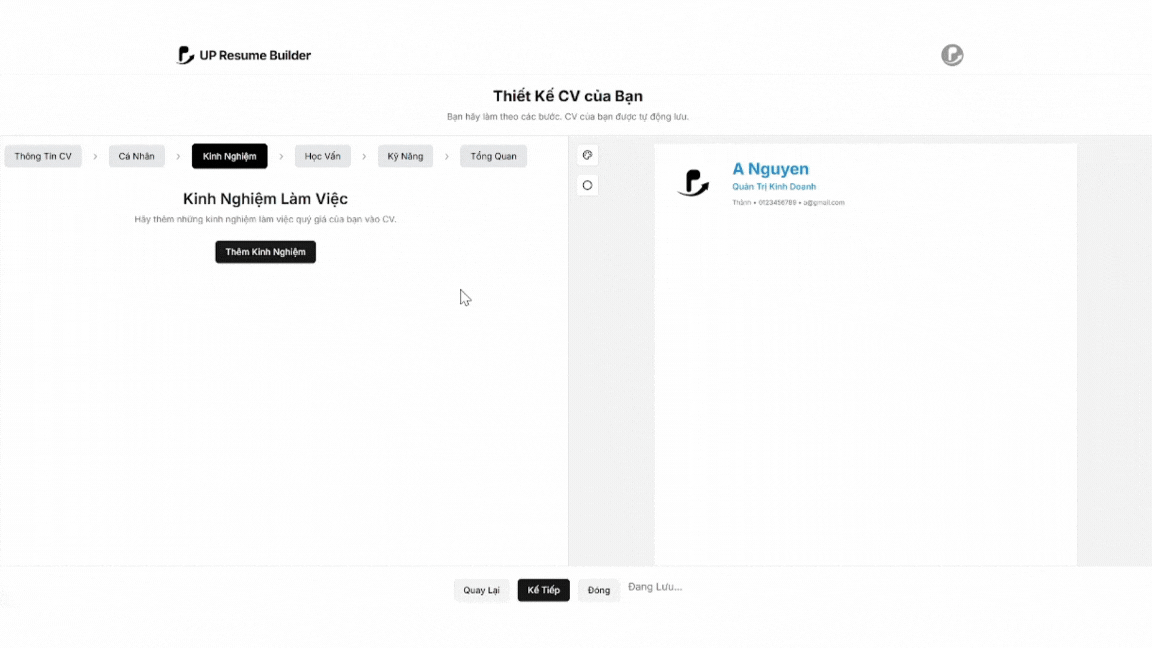 UP Resume Builder
Thiết Kế CV của Bạn
Bạn hãy làm theo các bước. CV của bạn được tự động lưu.
Thông Tin CV
Cá Nhân
Kinh Nghiệm
Học Vấn
Kỹ Năng
Tổng Quan
Kinh Nghiệm Làm Việc
Hãy thêm những kinh nghiệm làm việc quý giá của bạn vào CV.
Thêm Kinh Nghiệm
A Nguyen
Quản Trị Kinh Doanh
Thành • 0123456789 • a@gmail.com
Quay Lại
Kế Tiếp
Đóng
Đang Lưu...